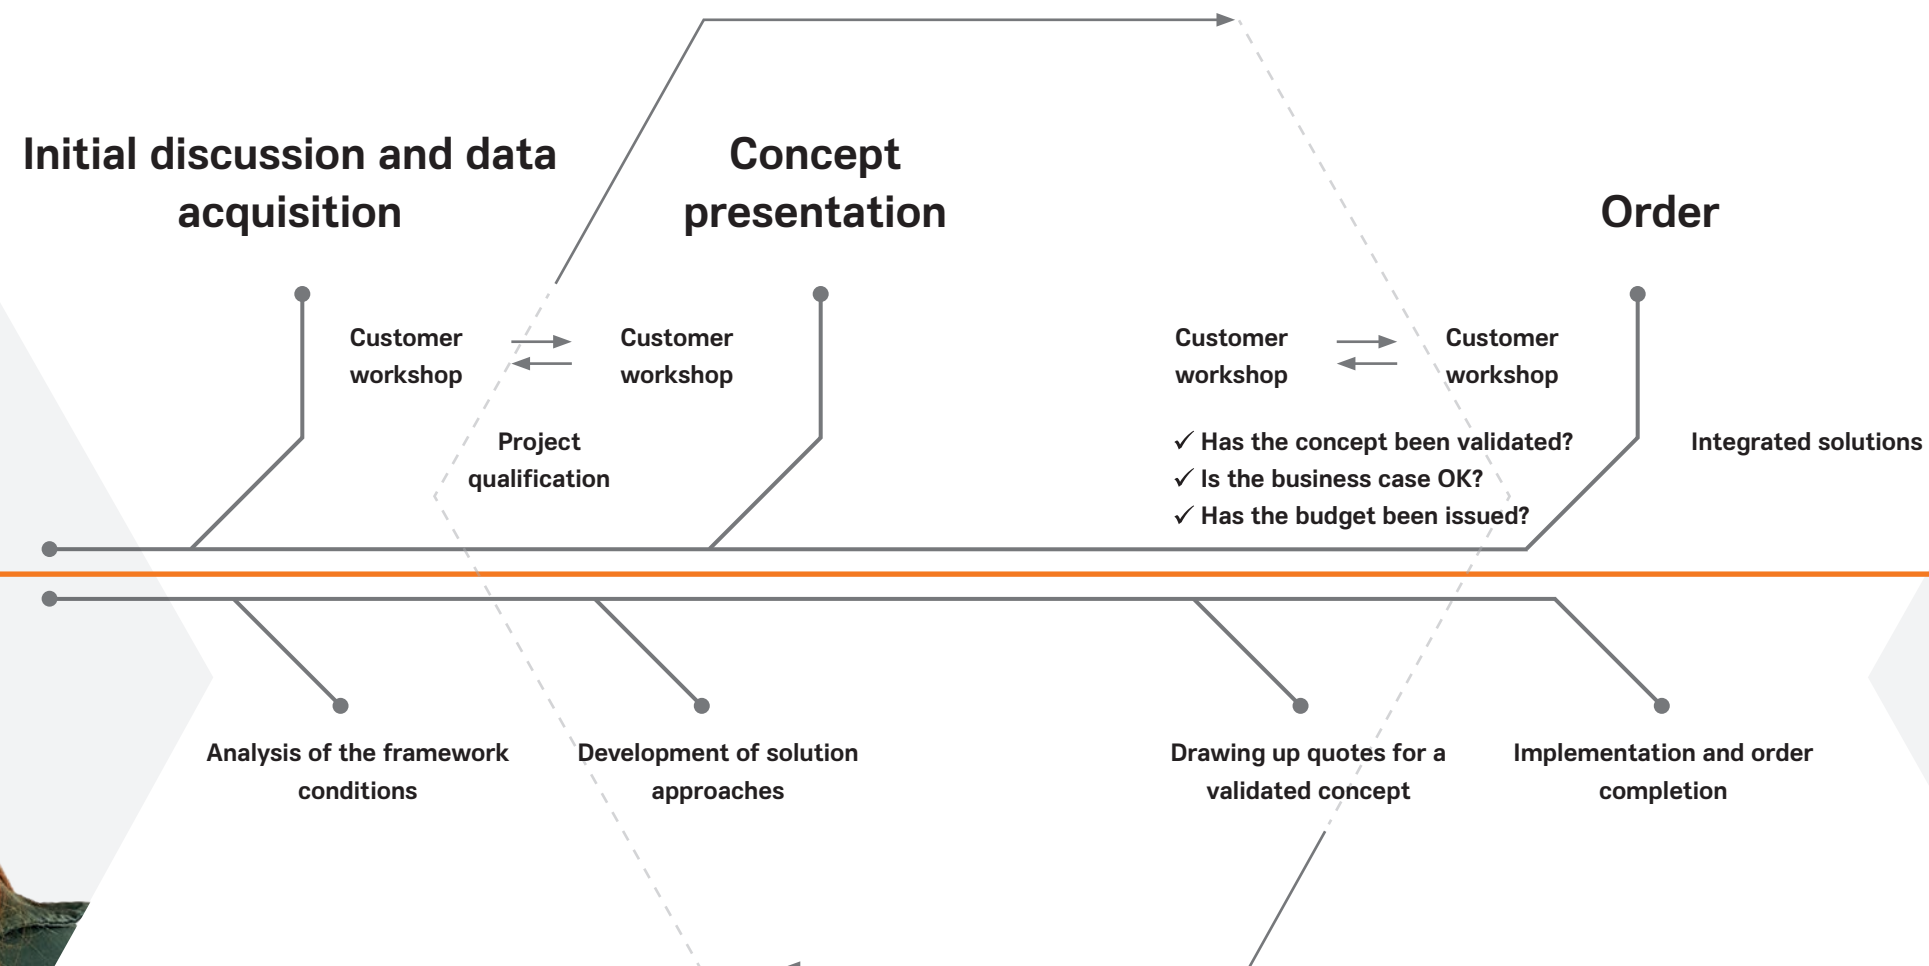 Initial discussion and data
acquisition
Concept
presentation
Order
Customer
workshop
Customer
workshop
Project
qualification
Customer
workshop
Customer
workshop
✓ Has the concept been validated?
✓ Is the business case OK?
✓ Has the budget been issued?
Integrated solutions
Analysis of the framework
conditions
Development of solution
approaches
Drawing up quotes for a
validated concept
Implementation and order
completion